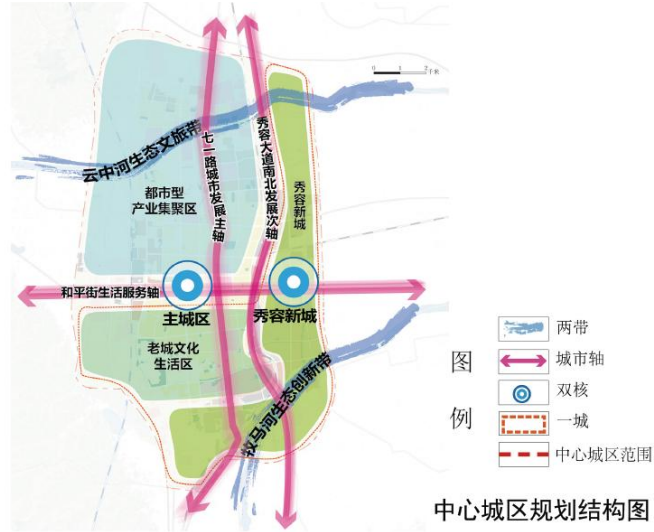 0 1 2千米
云中河生态文旅带
七一路城市发展主轴
秀容大道南北发展次轴
都市型
产业集聚区
秀容新城
和平街生活服务轴
主城区
秀容新城
老城文化
生活区
牧马河生态创新带
图
例
两带
城市轴
双核
一城
中心城区范围
中心城区规划结构图